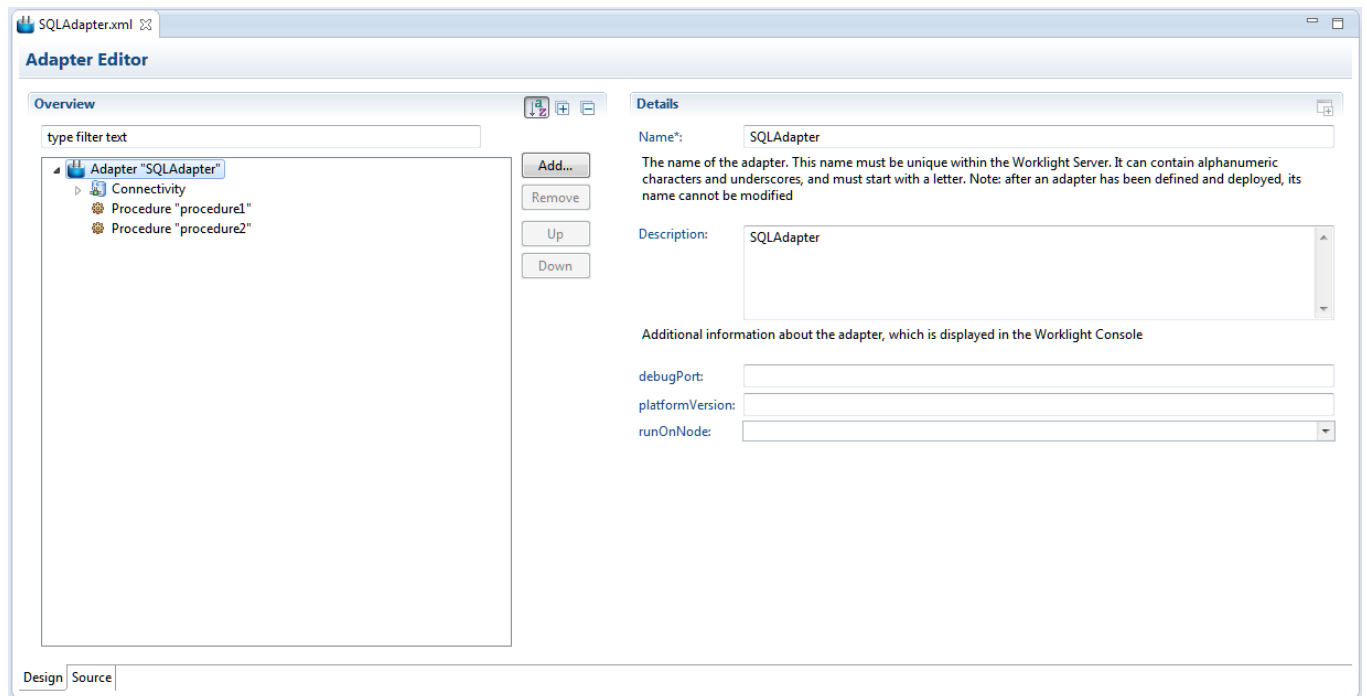 SQLAdapter.xml
Adapter Editor
Overview
type filter text
Adapter "SQLAdapter"
Connectivity
Procedure "procedure1"
Procedure "procedure2"
Add...
Remove
Up
Down
Details
Name*: SQLAdapter
The name of the adapter. This name must be unique within the Worklight Server. It can contain alphanumeric
characters and underscores, and must start with a letter. Note: after an adapter has been defined and deployed, its
name cannot be modified
Description: SQLAdapter
Additional information about the adapter, which is displayed in the Worklight Console
debugPort:
platformVersion:
runOnNode:
Design Source